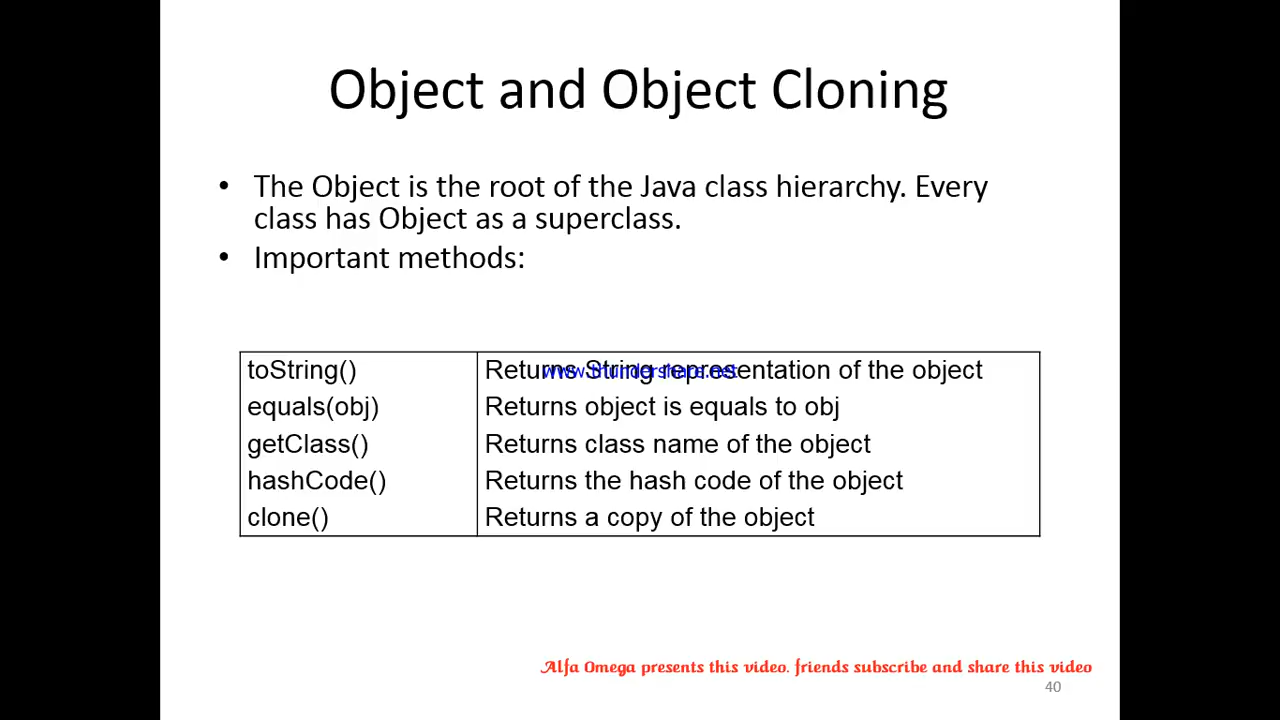 Object and Object Cloning
• The Object is the root of the Java class hierarchy. Every
class has Object as a superclass.
• Important methods:
toString() Returns String representation of the object
www.thundershare.net
equals(obj) Returns object is equals to obj
getClass() Returns class name of the object
hashCode() Returns the hash code of the object
clone() Returns a copy of the object
Alfa Omega presents this video. friends subscribe and share this video
40